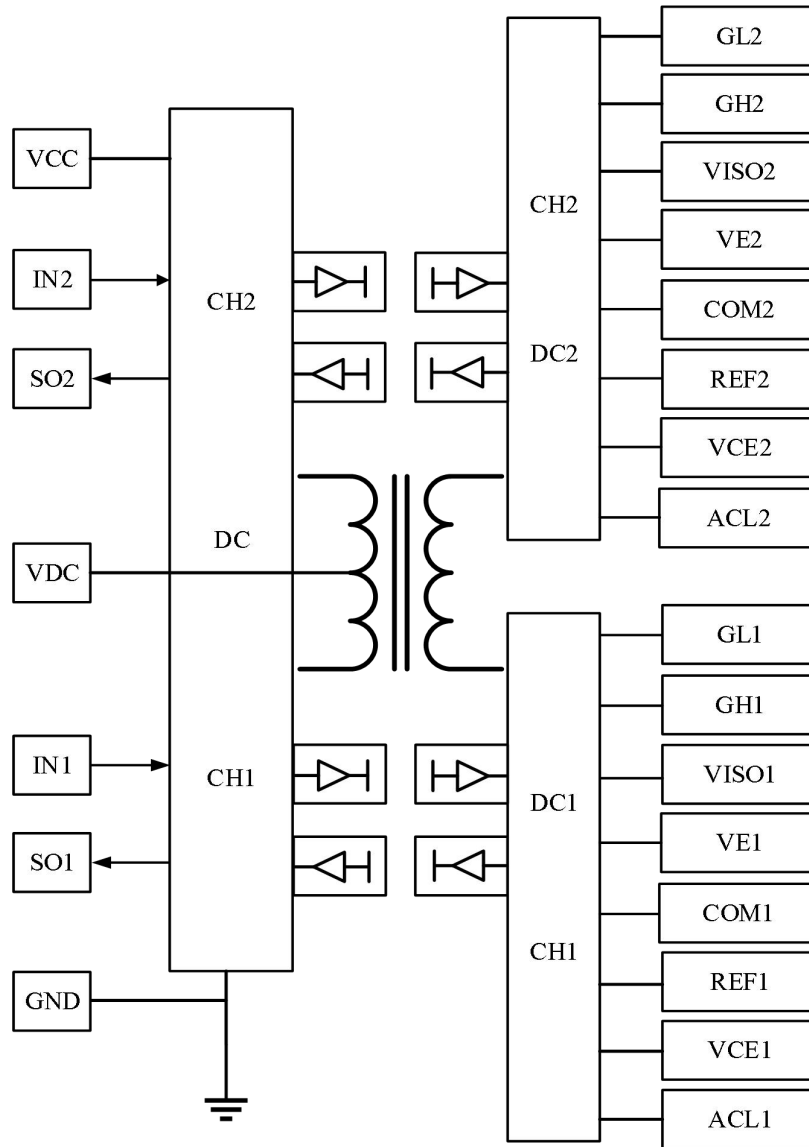 VCC
IN2
SO2
VDC
IN1
SO1
GND
CH2
DC
CH1
CH2
DC2
DC1
CH1
GL2
GH2
VISO2
VE2
COM2
REF2
VCE2
ACL2
GL1
GH1
VISO1
VE1
COM1
REF1
VCE1
ACL1